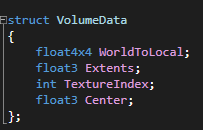 struct VolumeData
{
float4x4 WorldToLocal;
float3 Extents;
int TextureIndex;
float3 Center;
};